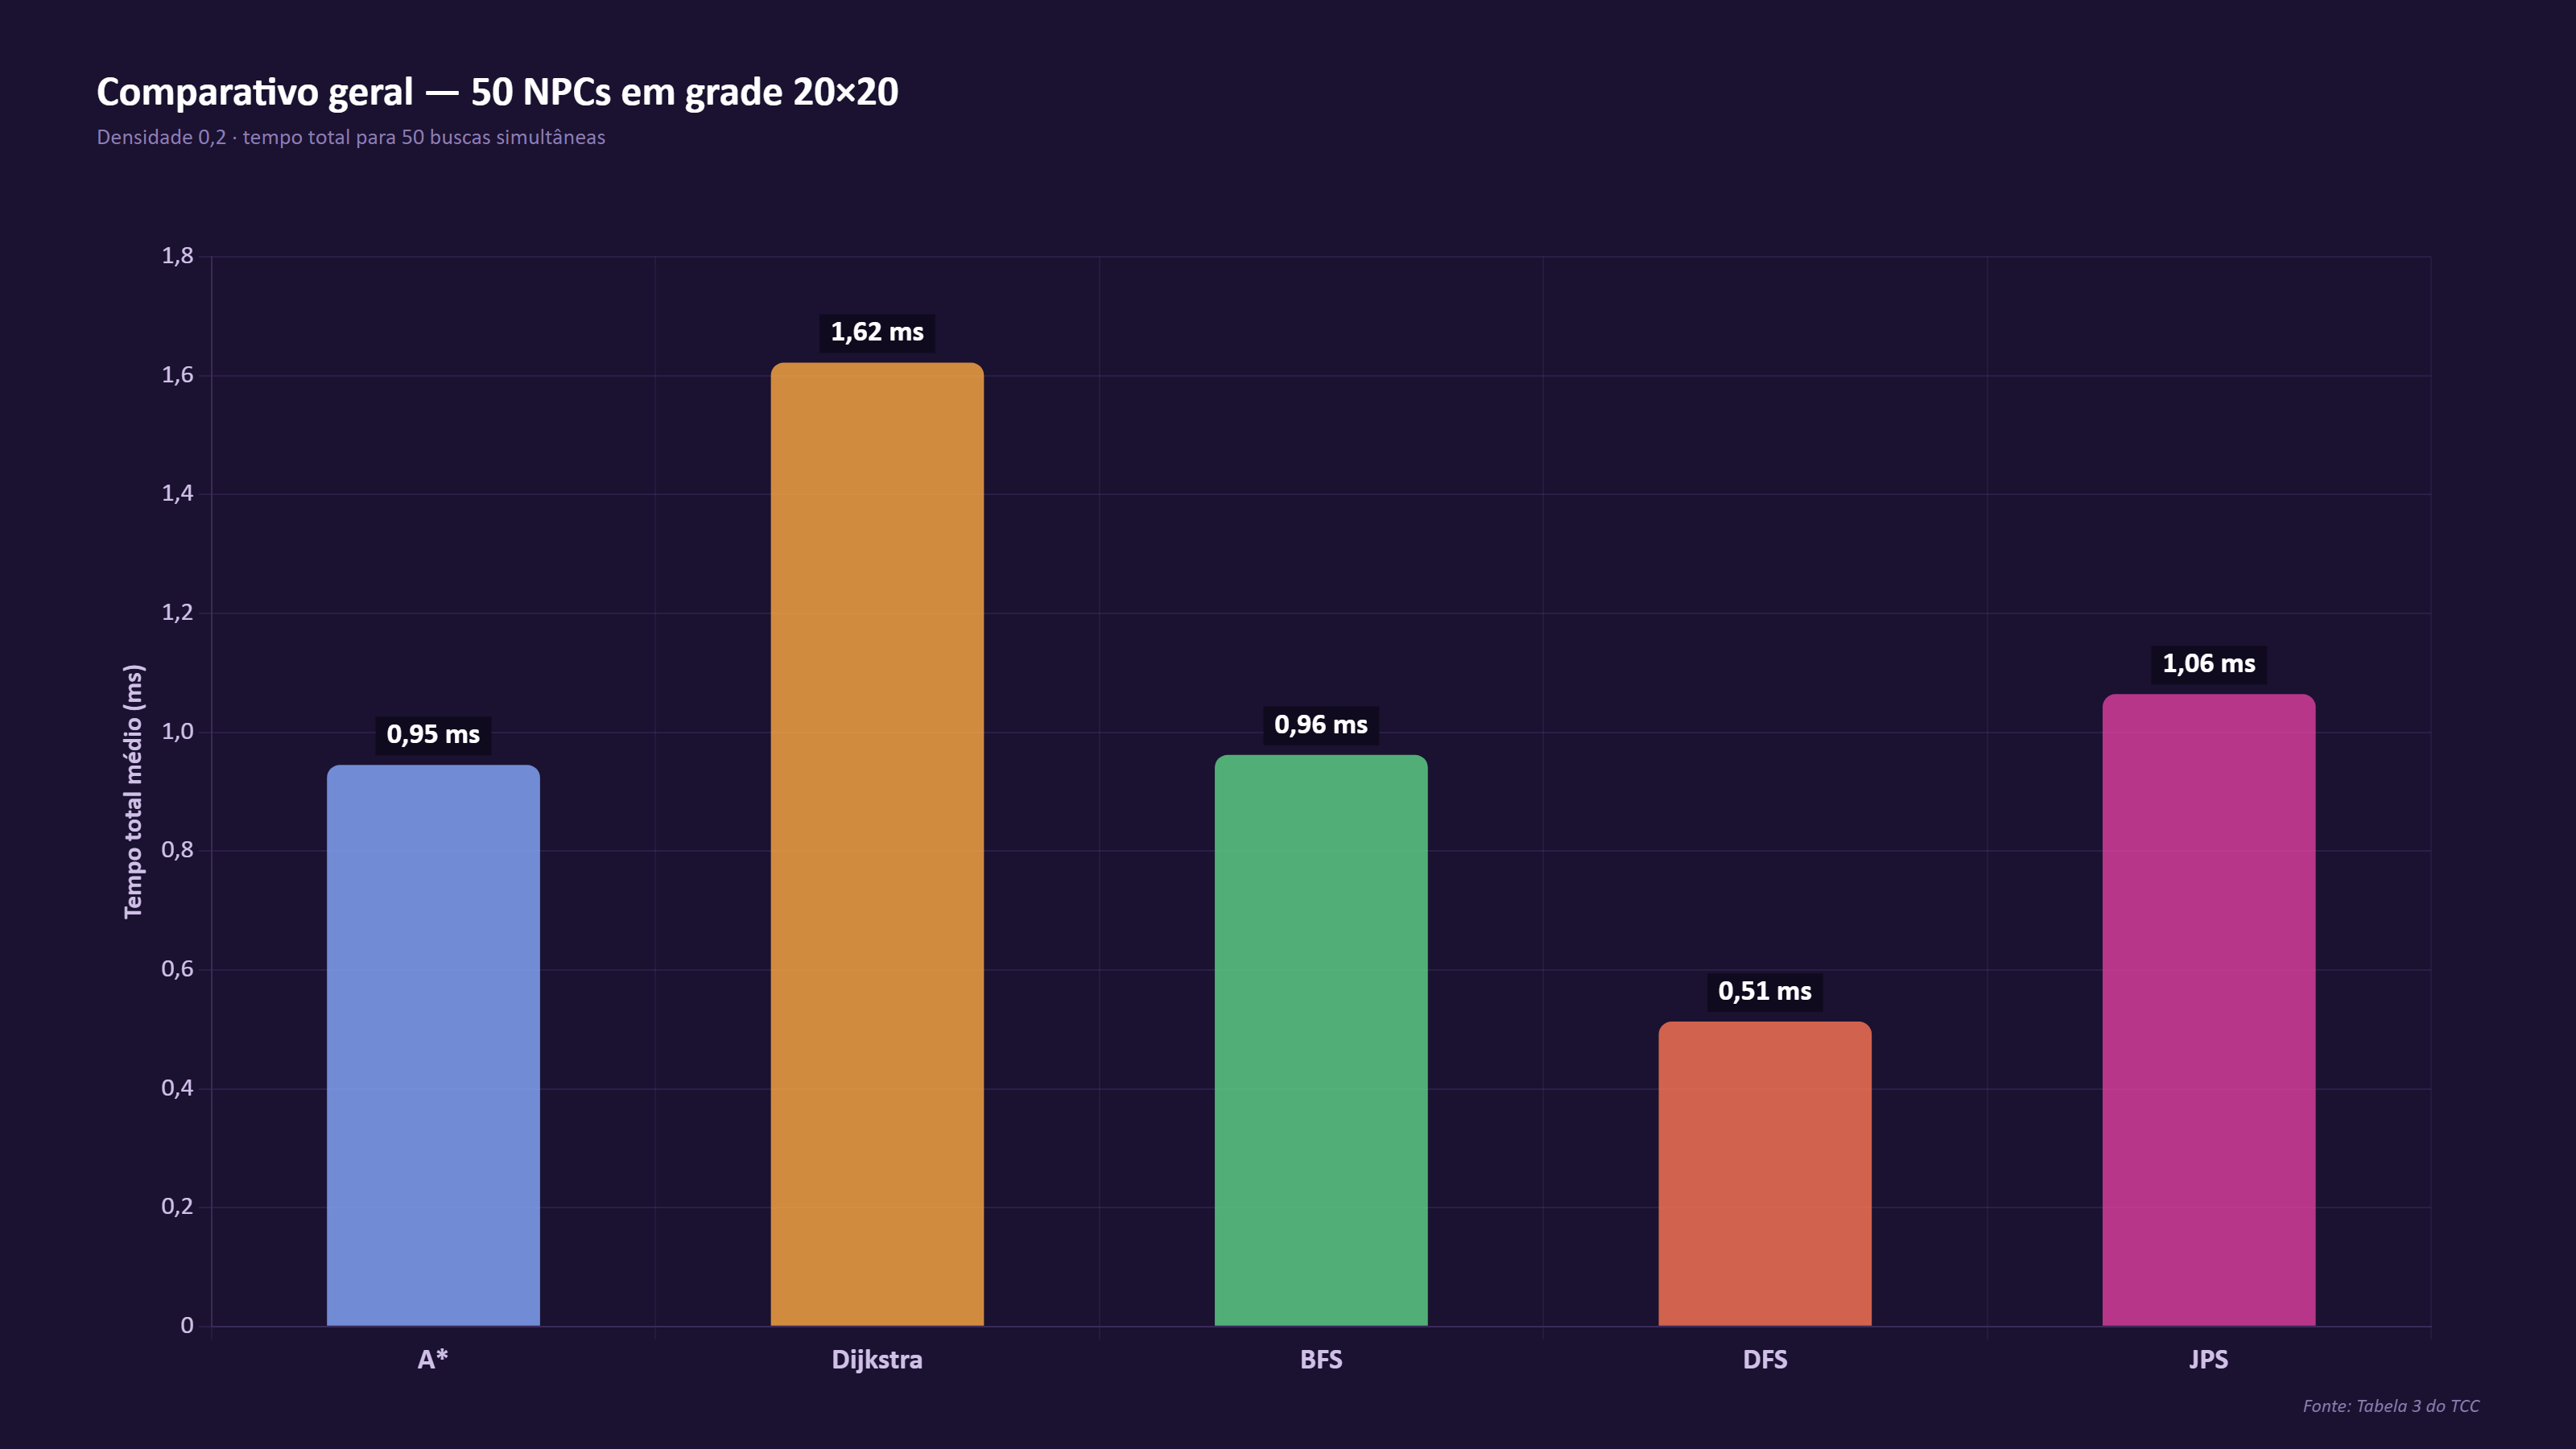 Comparativo geral — 50 NPCs em grade 20×20
Densidade 0,2 · tempo total para 50 buscas simultâneas
Tempo total médio (ms)
1,8
1,6
1,4
1,2
1,0
0,8
0,6
0,4
0,2
0
0,95 ms
1,62 ms
0,96 ms
0,51 ms
1,06 ms
A*
Dijkstra
BFS
DFS
JPS
Fonte: Tabela 3 do TCC